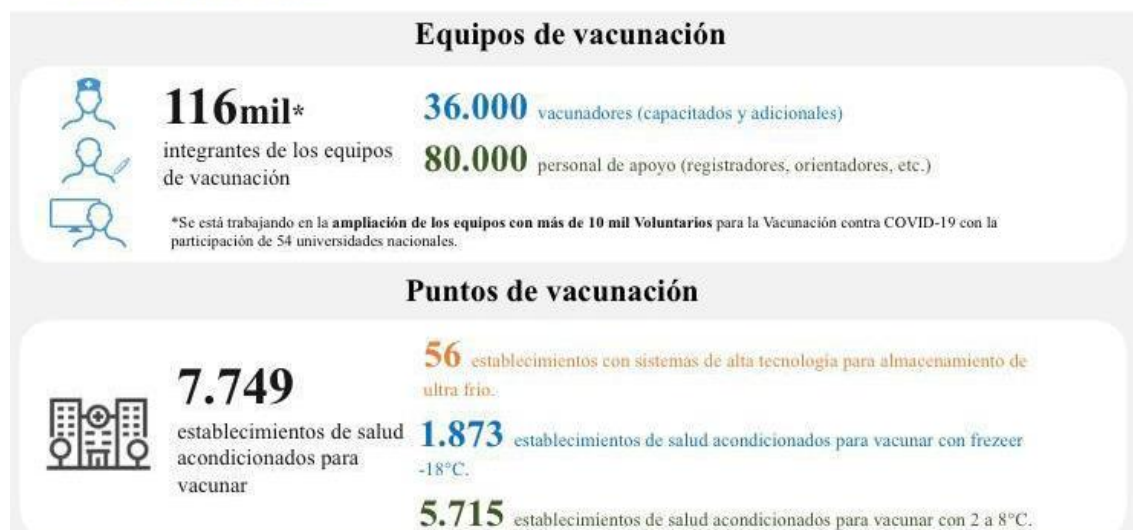 Equipos de vacunación
116mil*
integrantes de los equipos
de vacunación
36.000 vacunadores (capacitados y adicionales)
80.000 personal de apoyo (registradores, orientadores, etc.)
*Se está trabajando en la ampliación de los equipos con más de 10 mil Voluntarios para la Vacunación contra COVID-19 con la
participación de 54 universidades nacionales.
Puntos de vacunación
7.749
establecimientos de salud
acondicionados para
vacunar
56 establecimientos con sistemas de alta tecnología para almacenamiento de
ultra frio.
1.873 establecimientos de salud acondicionados para vacunar con frezeer
-18°C.
5.715 establecimientos de salud acondicionados para vacunar con 2 a 8°C.